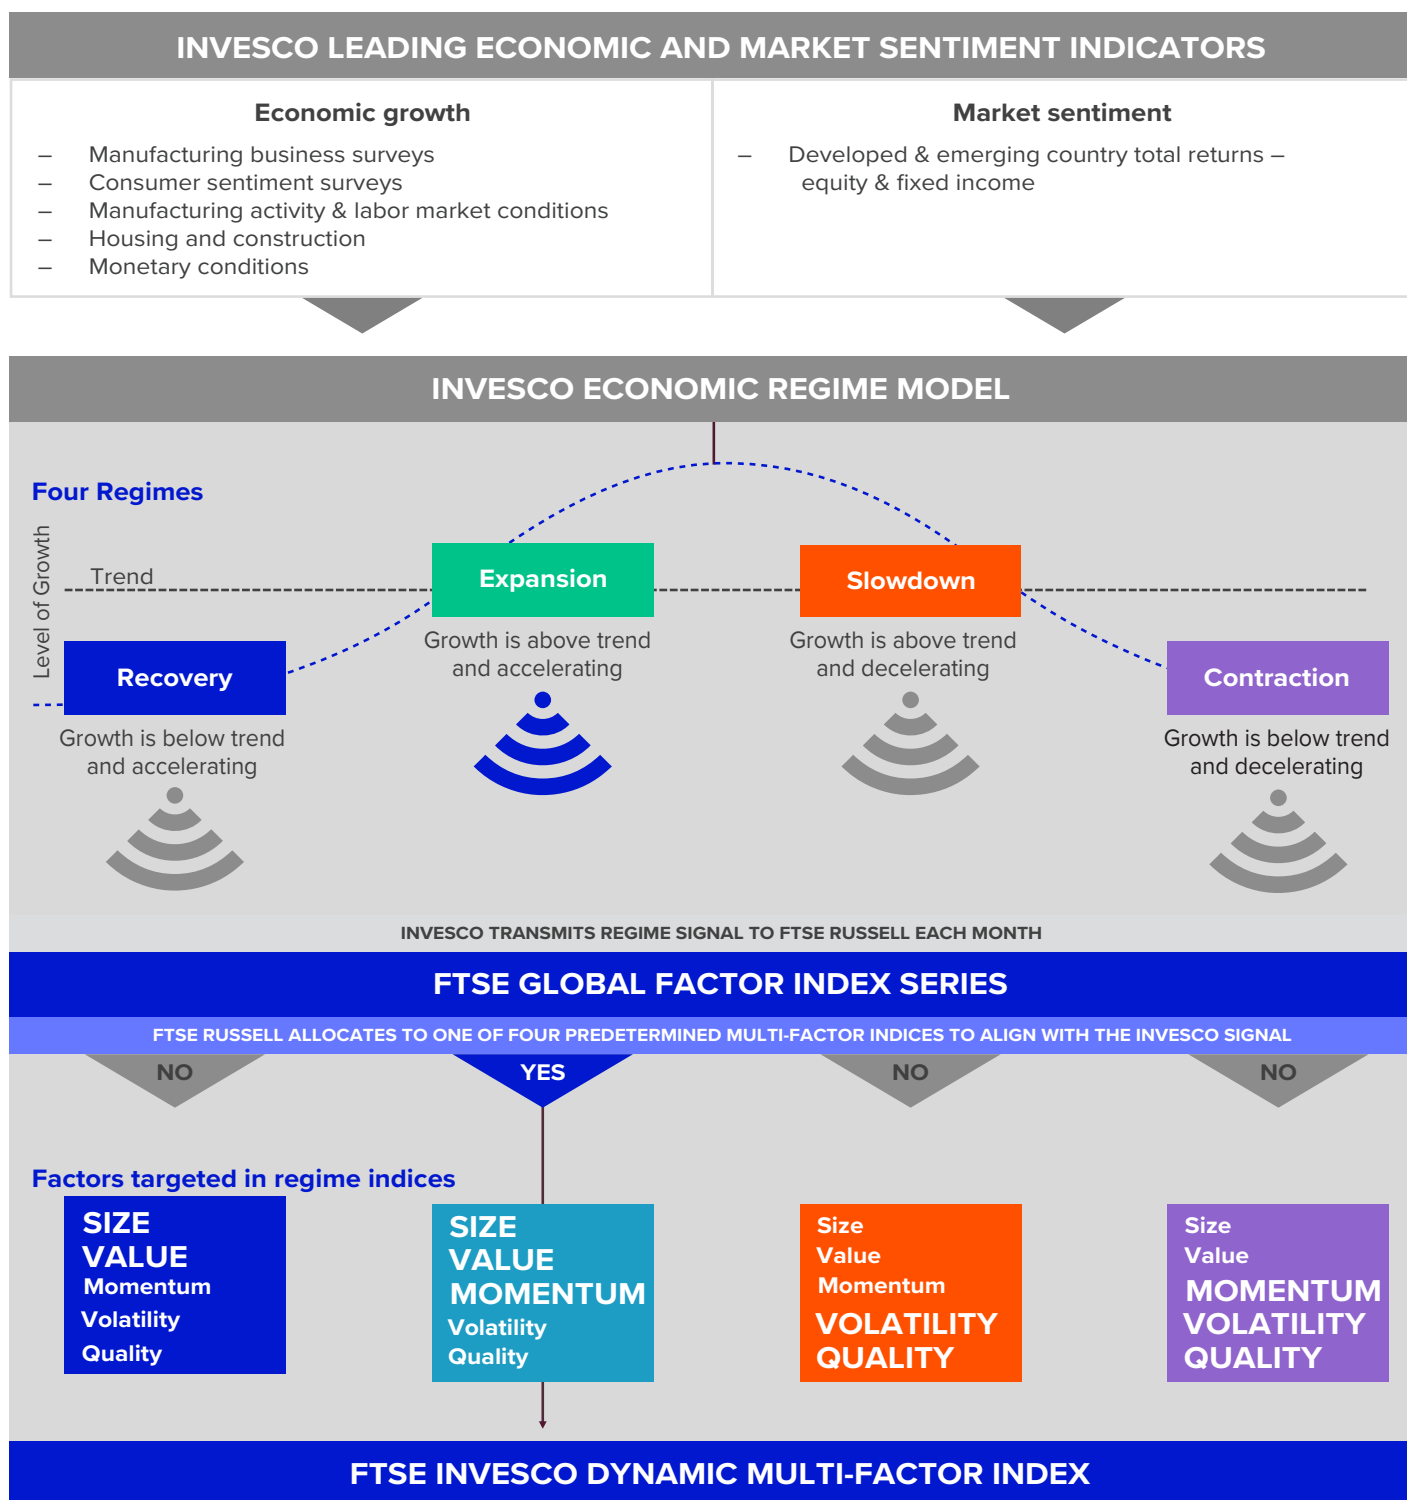 INVESCO LEADING ECONOMIC AND MARKET SENTIMENT INDICATORS
Economic growth
– Manufacturing business surveys
– Consumer sentiment surveys
– Manufacturing activity & labor market conditions
– Housing and construction
– Monetary conditions
Market sentiment
– Developed & emerging country total returns –
equity & fixed income
INVESCO ECONOMIC REGIME MODEL
Four Regimes
Level of Growth
Trend
Recovery
Growth is below trend
and accelerating
Expansion
Growth is above trend
and accelerating
Slowdown
Growth is above trend
and decelerating
Contraction
Growth is below trend
and decelerating
INVESCO TRANSMITS REGIME SIGNAL TO FTSE RUSSELL EACH MONTH
FTSE GLOBAL FACTOR INDEX SERIES
FTSE RUSSELL ALLOCATES TO ONE OF FOUR PREDETERMINED MULTI-FACTOR INDICES TO ALIGN WITH THE INVESCO SIGNAL
NO
YES
NO
NO
Factors targeted in regime indices
SIZE
VALUE
Momentum
Volatility
Quality
SIZE
VALUE
MOMENTUM
Volatility
Quality
Size
Value
Momentum
VOLATILITY
QUALITY
Size
Value
MOMENTUM
VOLATILITY
QUALITY
FTSE INVESCO DYNAMIC MULTI-FACTOR INDEX